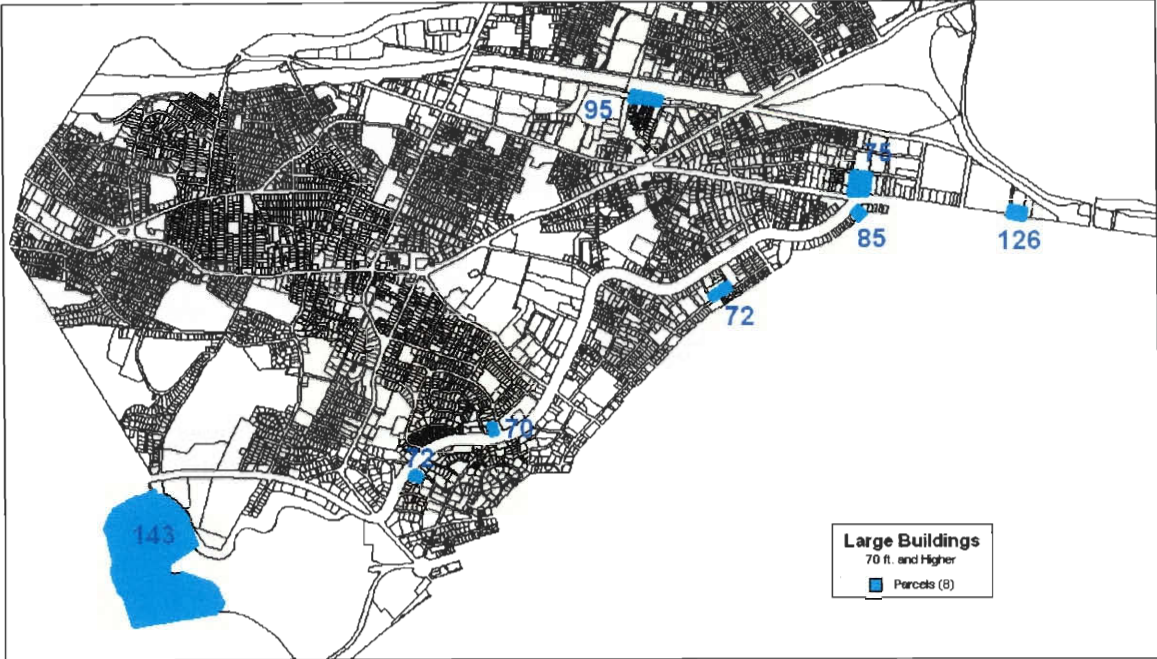 95
75
85
126
72
70
72
143
Large Buildings
70 ft. and Higher
Parcels (8)